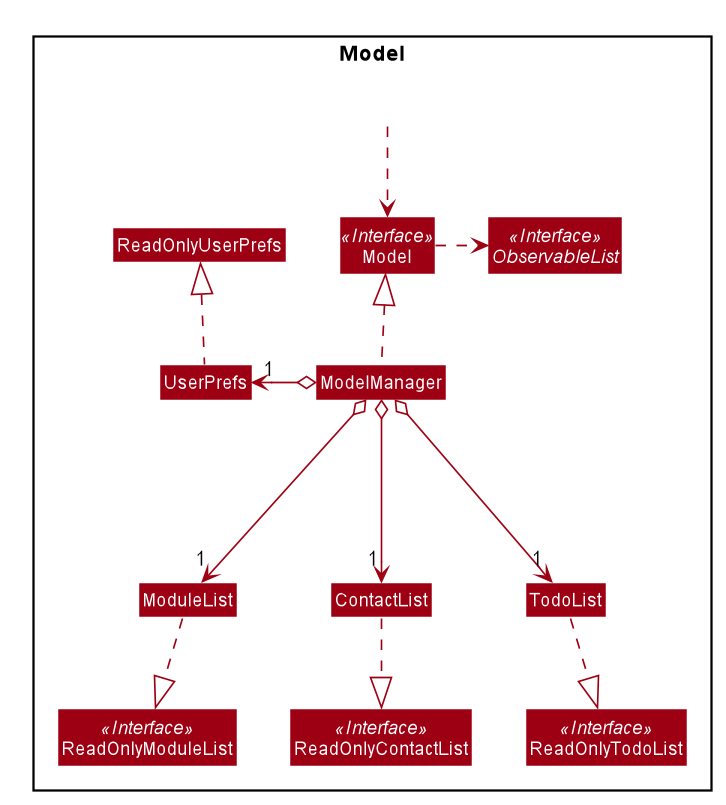 Model
«Interface»
Model
«Interface»
ObservableList
ReadOnlyUserPrefs
UserPrefs
1
ModelManager
1
1
1
ModuleList
ContactList
TodoList
«Interface»
ReadOnlyModuleList
«Interface»
ReadOnlyContactList
«Interface»
ReadOnlyTodoList